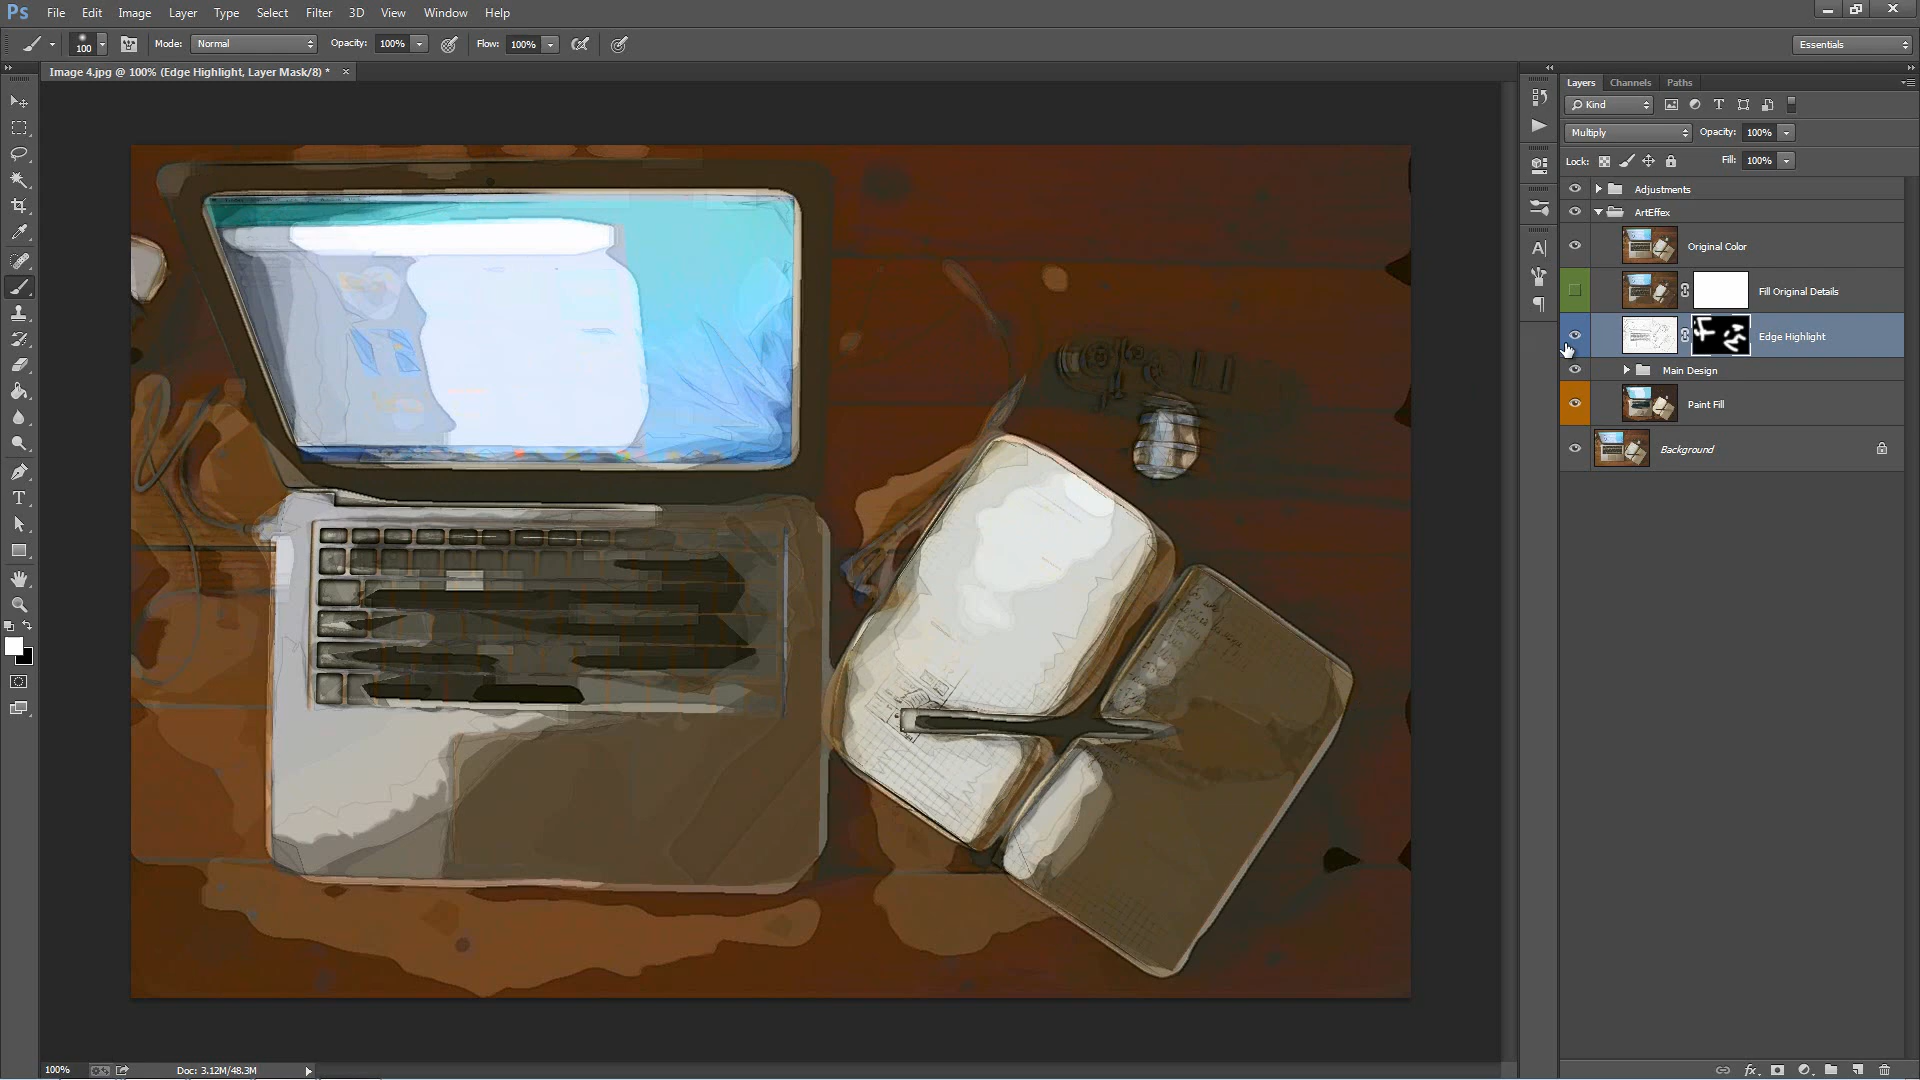 Ps File Edit Image Layer Type Select Filter 3D View Window Help
100 Mode: Normal Opacity: 100% Flow: 100% Essentials
Image 4.jpg @ 100% (Edge Highlight, Layer Mask/8) * ×
Layers Channels Paths
Kind
Multiply Opacity: 100%
Lock: Fill: 100%
Adjustments
ArtEffex
Original Color
Fill Original Details
Edge Highlight
Main Design
Paint Fill
Background
100% Doc: 3.12M/48.3M